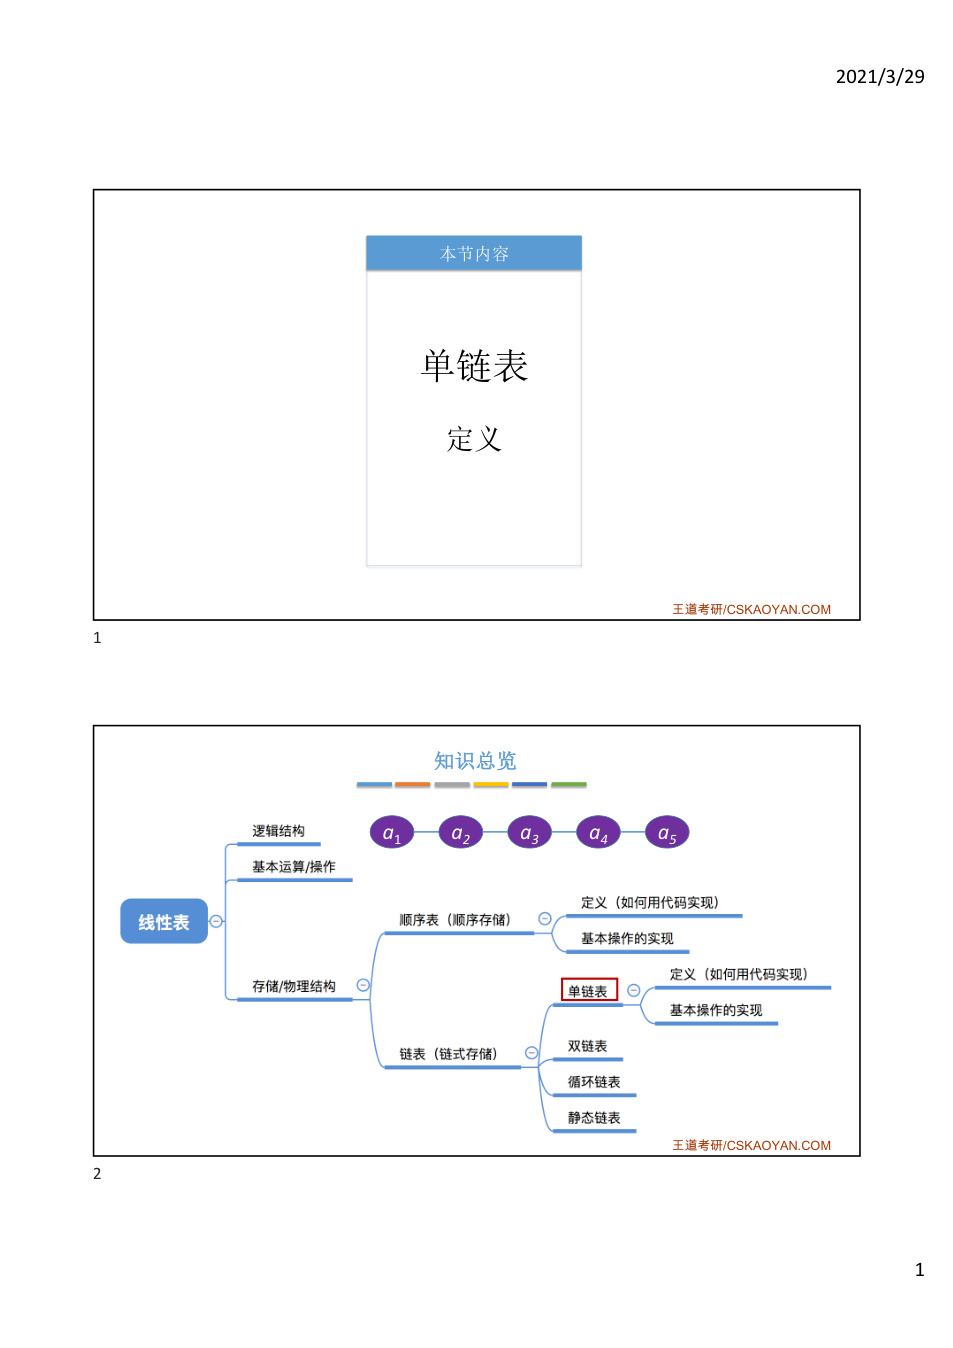 2021/3/29
本节内容
单链表
定义
王道考研/CSKAOYAN.COM
1
知识总览
a1 a2 a3 a4 a5
逻辑结构
基本运算/操作
线性表
存储/物理结构
顺序表（顺序存储）
定义（如何用代码实现）
基本操作的实现
链表（链式存储）
单链表
定义（如何用代码实现）
基本操作的实现
双链表
循环链表
静态链表
王道考研/CSKAOYAN.COM
2
1